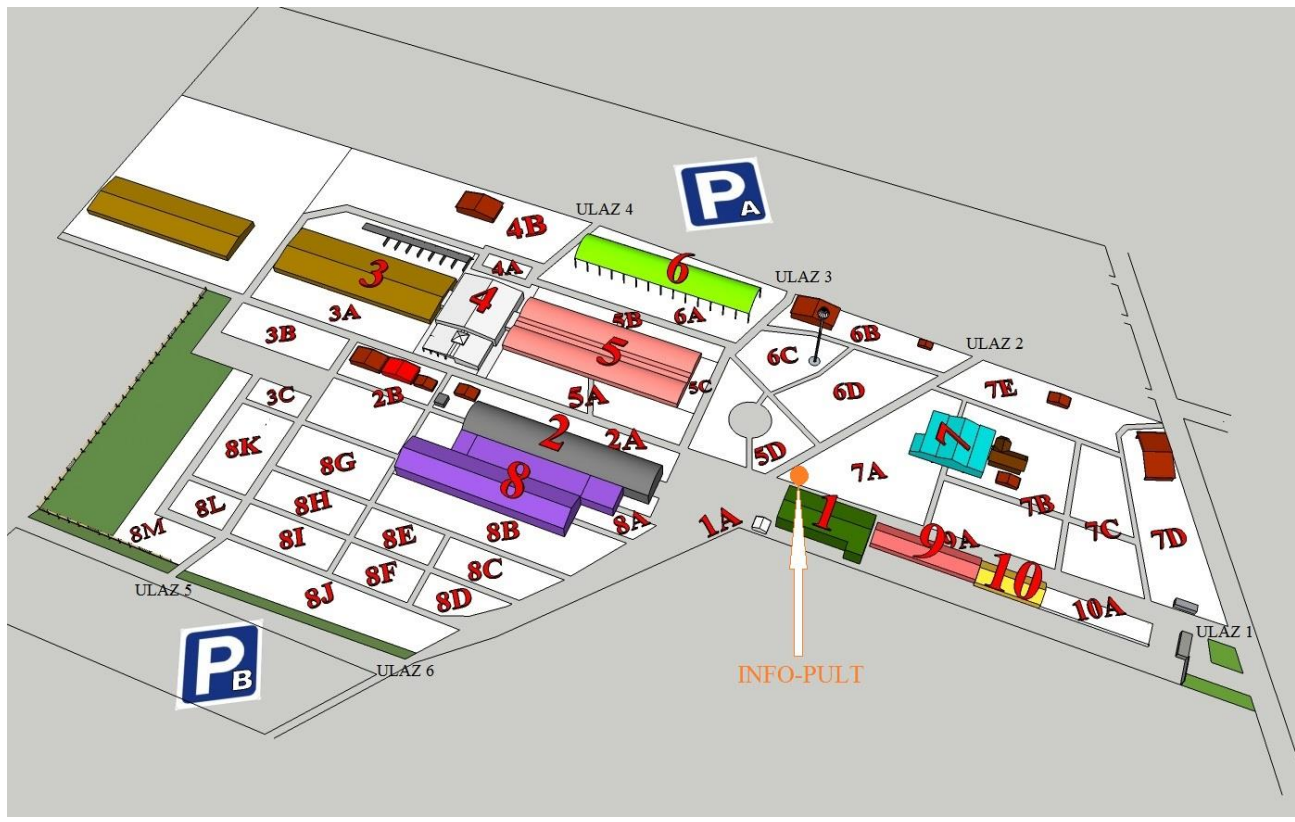 P
A
ULAZ 4
4B
6
3
4A
ULAZ 3
4
3A
5B
6A
6B
3B
5
6C
ULAZ 2
5C
6D
7E
2B
5A
3C
2
2A
7
8K
8G
5D
8
7A
8L
8H
8B
8A
1
7B
8M
8I
8E
1A
9
9A
7C
7D
8F
8C
10
ULAZ 5
8J
8D
10A
ULAZ 1
P
B
ULAZ 6
INFO-PULT